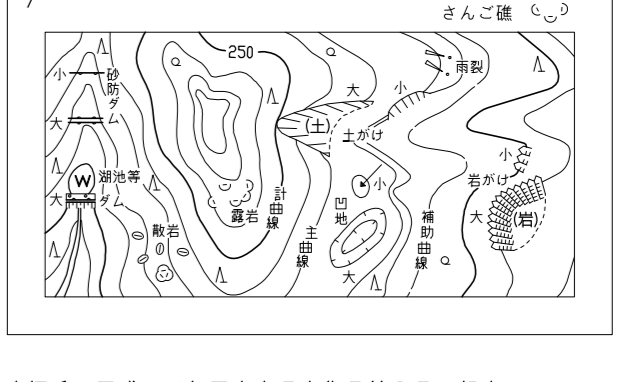 さんご礁
250
小
砂防ダム
大
W
湖池等
大
ダム
散岩
露岩
計曲線
主曲線
(土)
大
土がけ
小
雨裂
凹地
小
大
補助曲線
小
岩がけ
大
(岩)